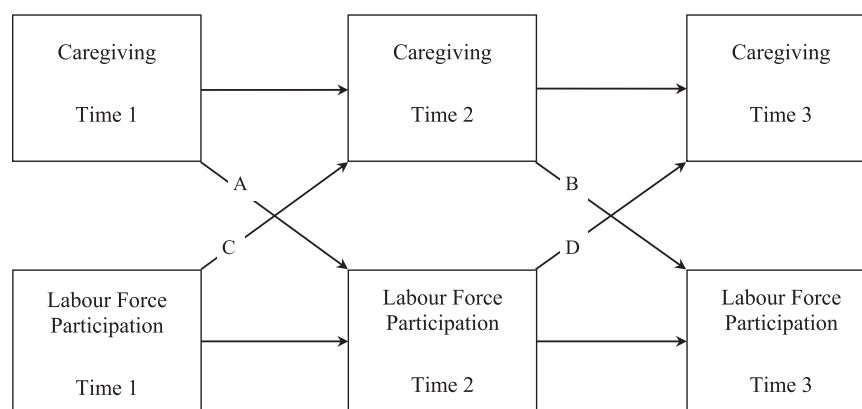 Caregiving
Time 1
Caregiving
Time 2
Caregiving
Time 3
A
B
C
D
Labour Force
Participation
Time 1
Labour Force
Participation
Time 2
Labour Force
Participation
Time 3